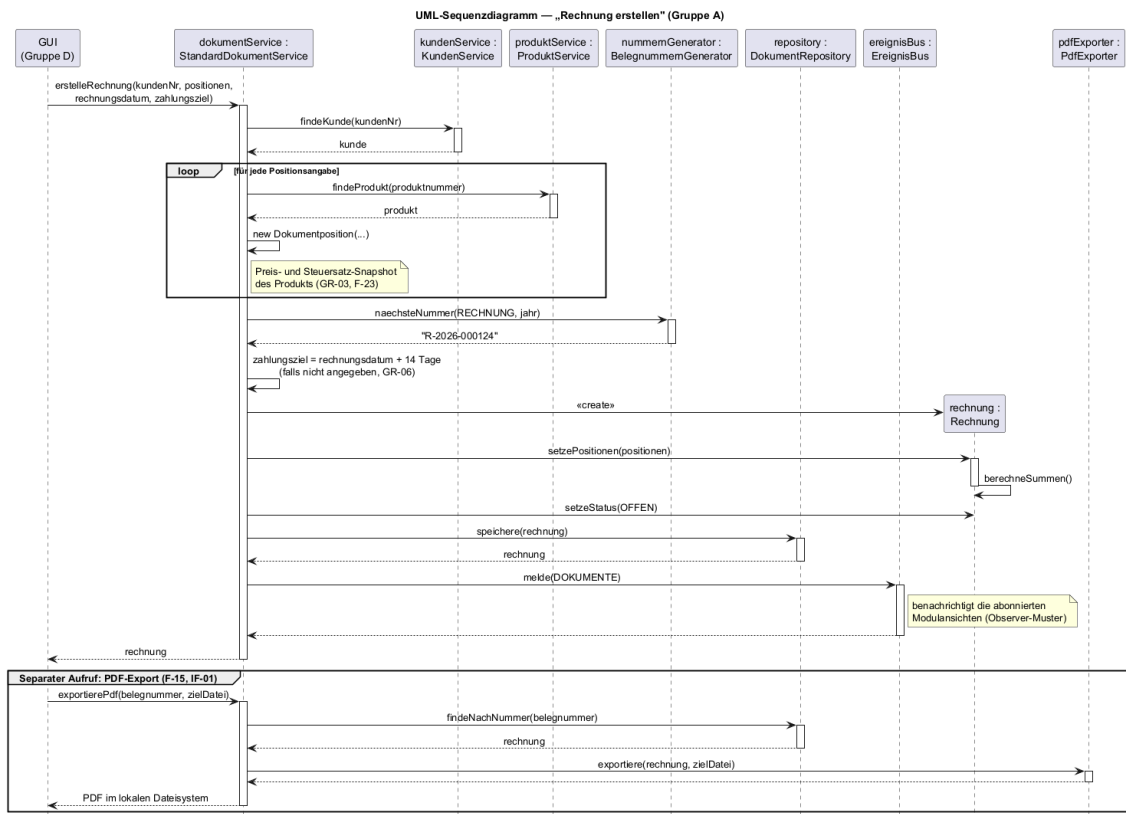 UML-Sequenzdiagramm — „Rechnung erstellen" (Gruppe A)
GUI
(Gruppe D)
dokumentService :
StandardDokumentService
kundenService :
KundenService
produktService :
ProduktService
nummernGenerator :
BelegnummernGenerator
repository :
DokumentRepository
ereignisBus :
EreignisBus
pdfExporter :
PdfExporter
erstelleRechnung(kundenNr, positionen,
rechnungsdatum, zahlungsziel)
findeKunde(kundenNr)
kunde
loop
[für jede Positionsangabe]
findeProdukt(produktnummer)
produkt
new Dokumentposition(...)
Preis- und Steuersatz-Snapshot
des Produkts (GR-03, F-23)
naechsteNummer(RECHNUNG, jahr)
"R-2026-000124"
zahlungsziel = rechnungsdatum + 14 Tage
(falls nicht angegeben, GR-06)
«create»
rechnung :
Rechnung
setzePositionen(positionen)
berechneSummen()
setzeStatus(OFFEN)
speichere(rechnung)
rechnung
melde(DOKUMENTE)
benachrichtigt die abonnierten
Modulansichten (Observer-Muster)
rechnung
Separater Aufruf: PDF-Export (F-15, IF-01)
exportierePdf(belegnummer, zielDatei)
findeNachNummer(belegnummer)
rechnung
exportiere(rechnung, zielDatei)
PDF im lokalen Dateisystem